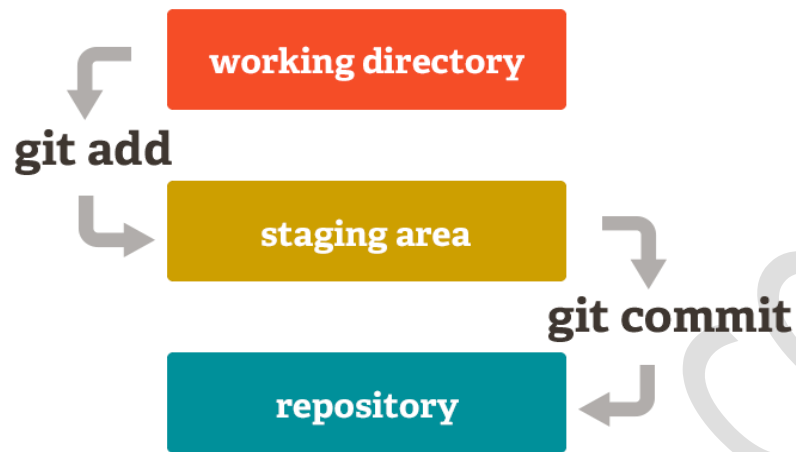 working directory
git add
staging area
git commit
repository